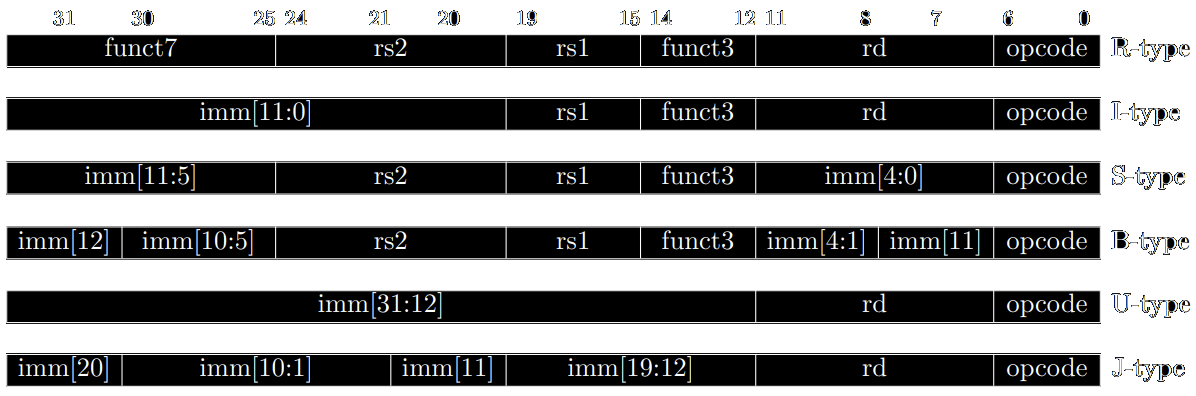 31 30 25 24 21 20 19 15 14 12 11 8 7 6 0
funct7 rs2 rs1 funct3 rd opcode R-type
imm[11:0] rs1 funct3 rd opcode I-type
imm[11:5] rs2 rs1 funct3 imm[4:0] opcode S-type
imm[12] imm[10:5] rs2 rs1 funct3 imm[4:1] imm[11] opcode B-type
imm[31:12] rd opcode U-type
imm[20] imm[10:1] imm[11] imm[19:12] rd opcode J-type